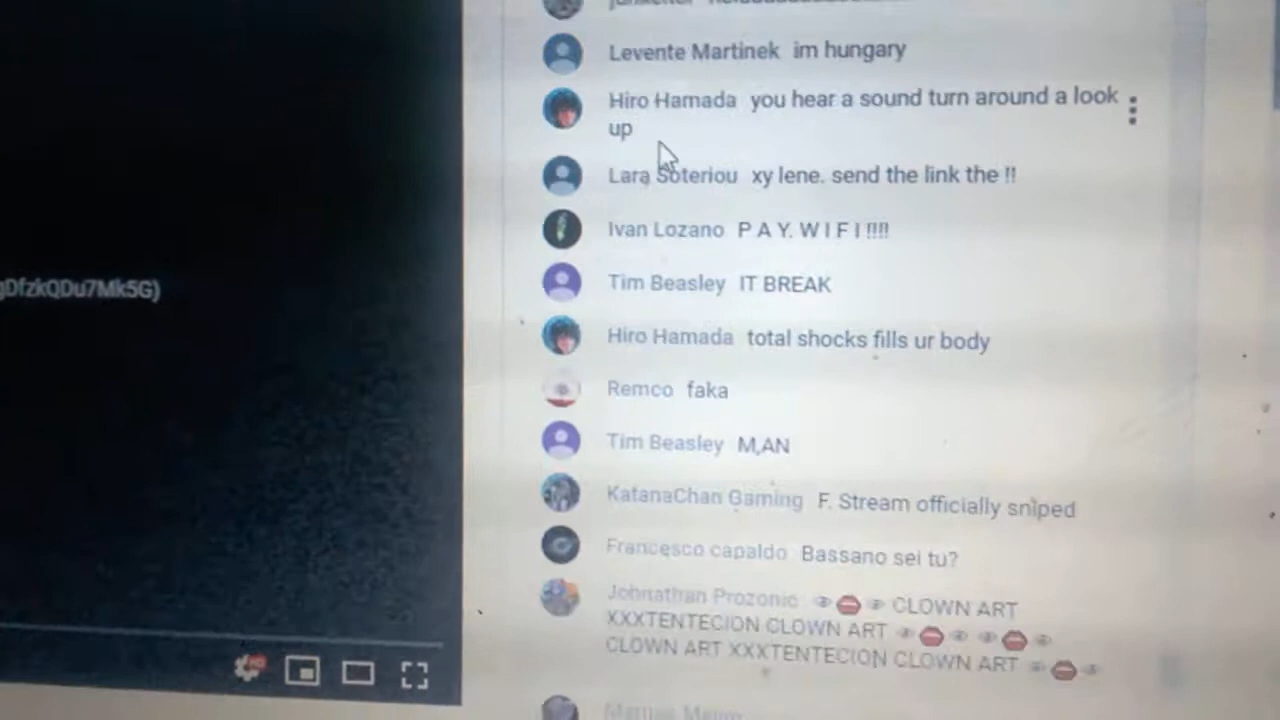 Levente Martinek im hungary
Hiro Hamada you hear a sound turn around a look
up
Lara Soteriou xy lene. send the link the !!
gDfzkQDu7Mk5G)
Ivan Lozano P A Y. W I F I !!!!
Tim Beasley IT BREAK
Hiro Hamada total shocks fills ur body
Remco faka
Tim Beasley M,AN
KatanaChan Gaming F. Stream officially sniped
Francesco capaldo Bassano sei tu?
Johnathan Prozonic 👁👄👁 CLOWN ART
XXXTENTECION CLOWN ART 👁👄👁 👁👄👁
CLOWN ART XXXTENTECION CLOWN ART 👁👄👁
HD